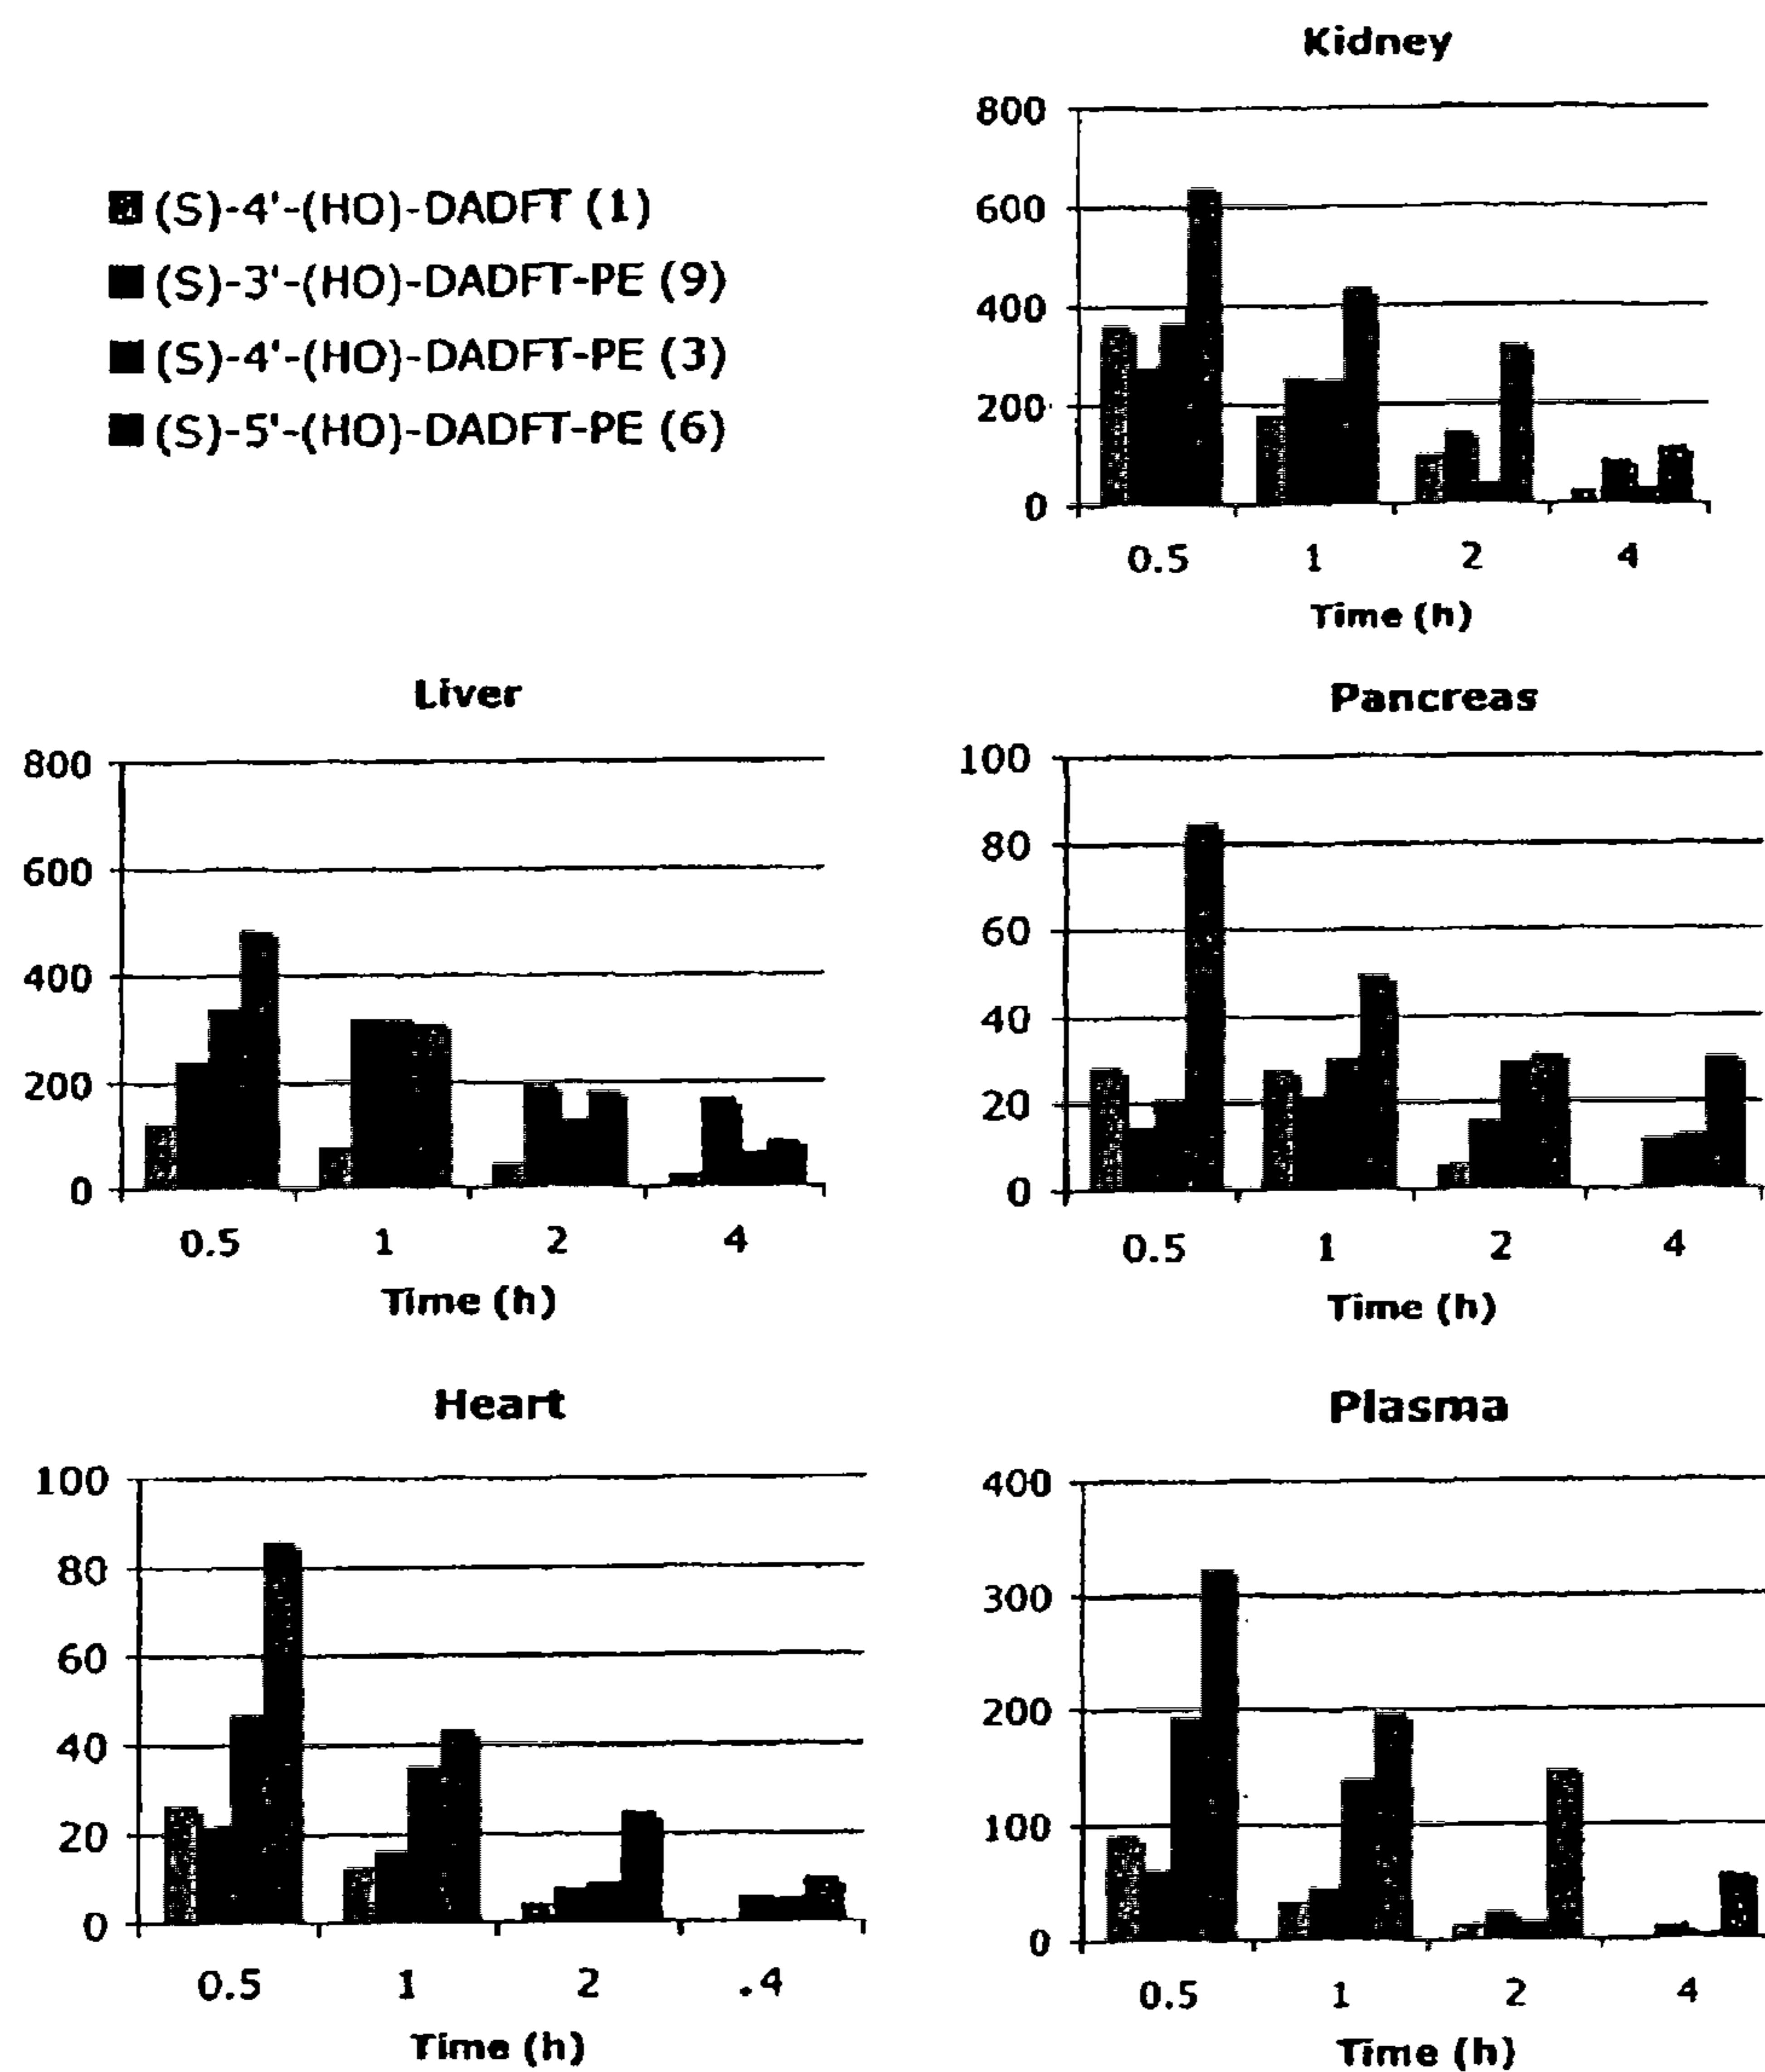 (S)-4'-(HO)-DADFT (1)
(S)-3'-(HO)-DADFT-PE (9)
(S)-4'-(HO)-DADFT-PE (3)
(S)-5'-(HO)-DADFT-PE (6)
Kidney
800
600
400
200
0
0.5 1 2 4
Time (h)
Liver
800
600
400
200
0
0.5 1 2 4
Time (h)
Pancreas
100
80
60
40
20
0
0.5 1 2 4
Time (h)
Heart
100
80
60
40
20
0
0.5 1 2 .4
Time (h)
Plasma
400
300
200
100
0
0.5 1 2 4
Time (h)